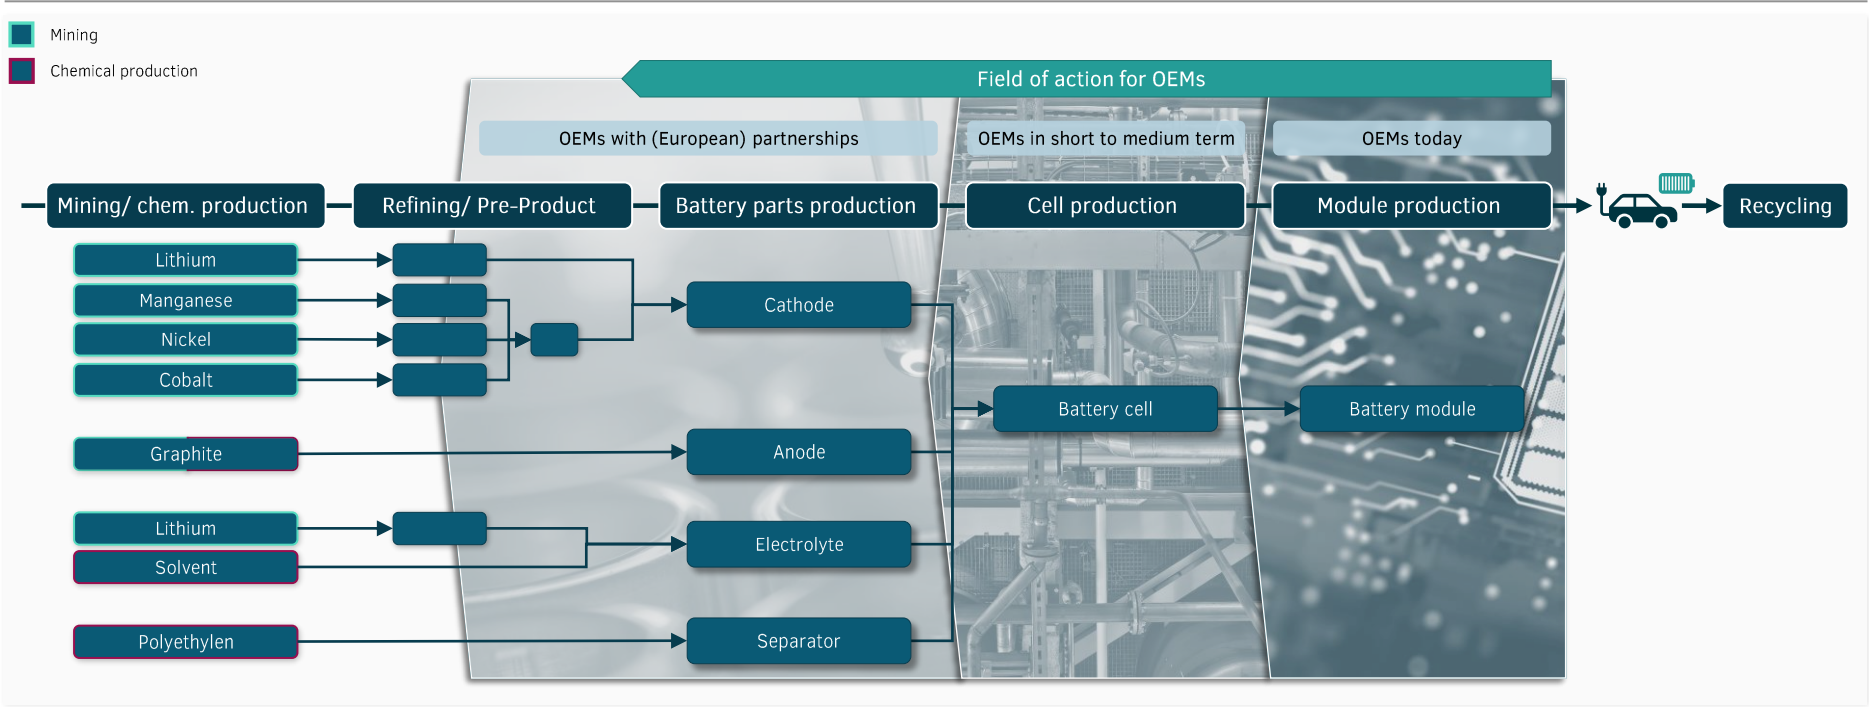 Mining
Chemical production
Field of action for OEMs
OEMs with (European) partnerships
OEMs in short to medium term
OEMs today
Mining/ chem. production
Refining/ Pre-Product
Battery parts production
Cell production
Module production
Recycling
Lithium
Manganese
Nickel
Cobalt
Cathode
Battery cell
Battery module
Graphite
Anode
Lithium
Solvent
Electrolyte
Polyethylen
Separator